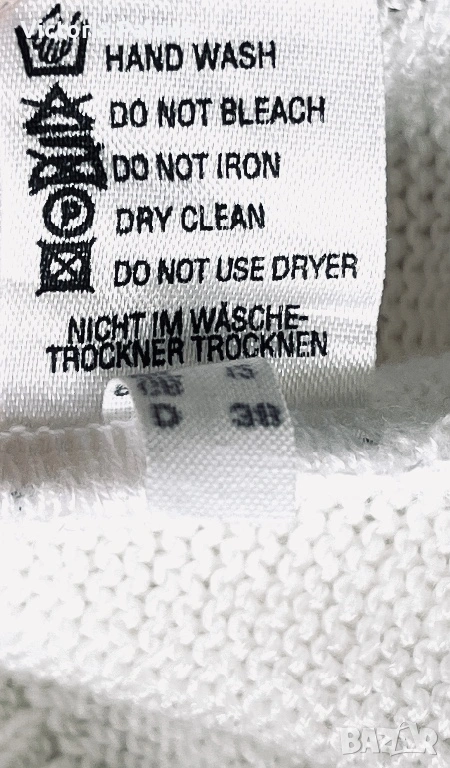 HAND WASH
DO NOT BLEACH
DO NOT IRON
P
DRY CLEAN
DO NOT USE DRYER
NICHT IM WÄSCHE-
TROCKNER TROCKNEN
D 38
BAZAR